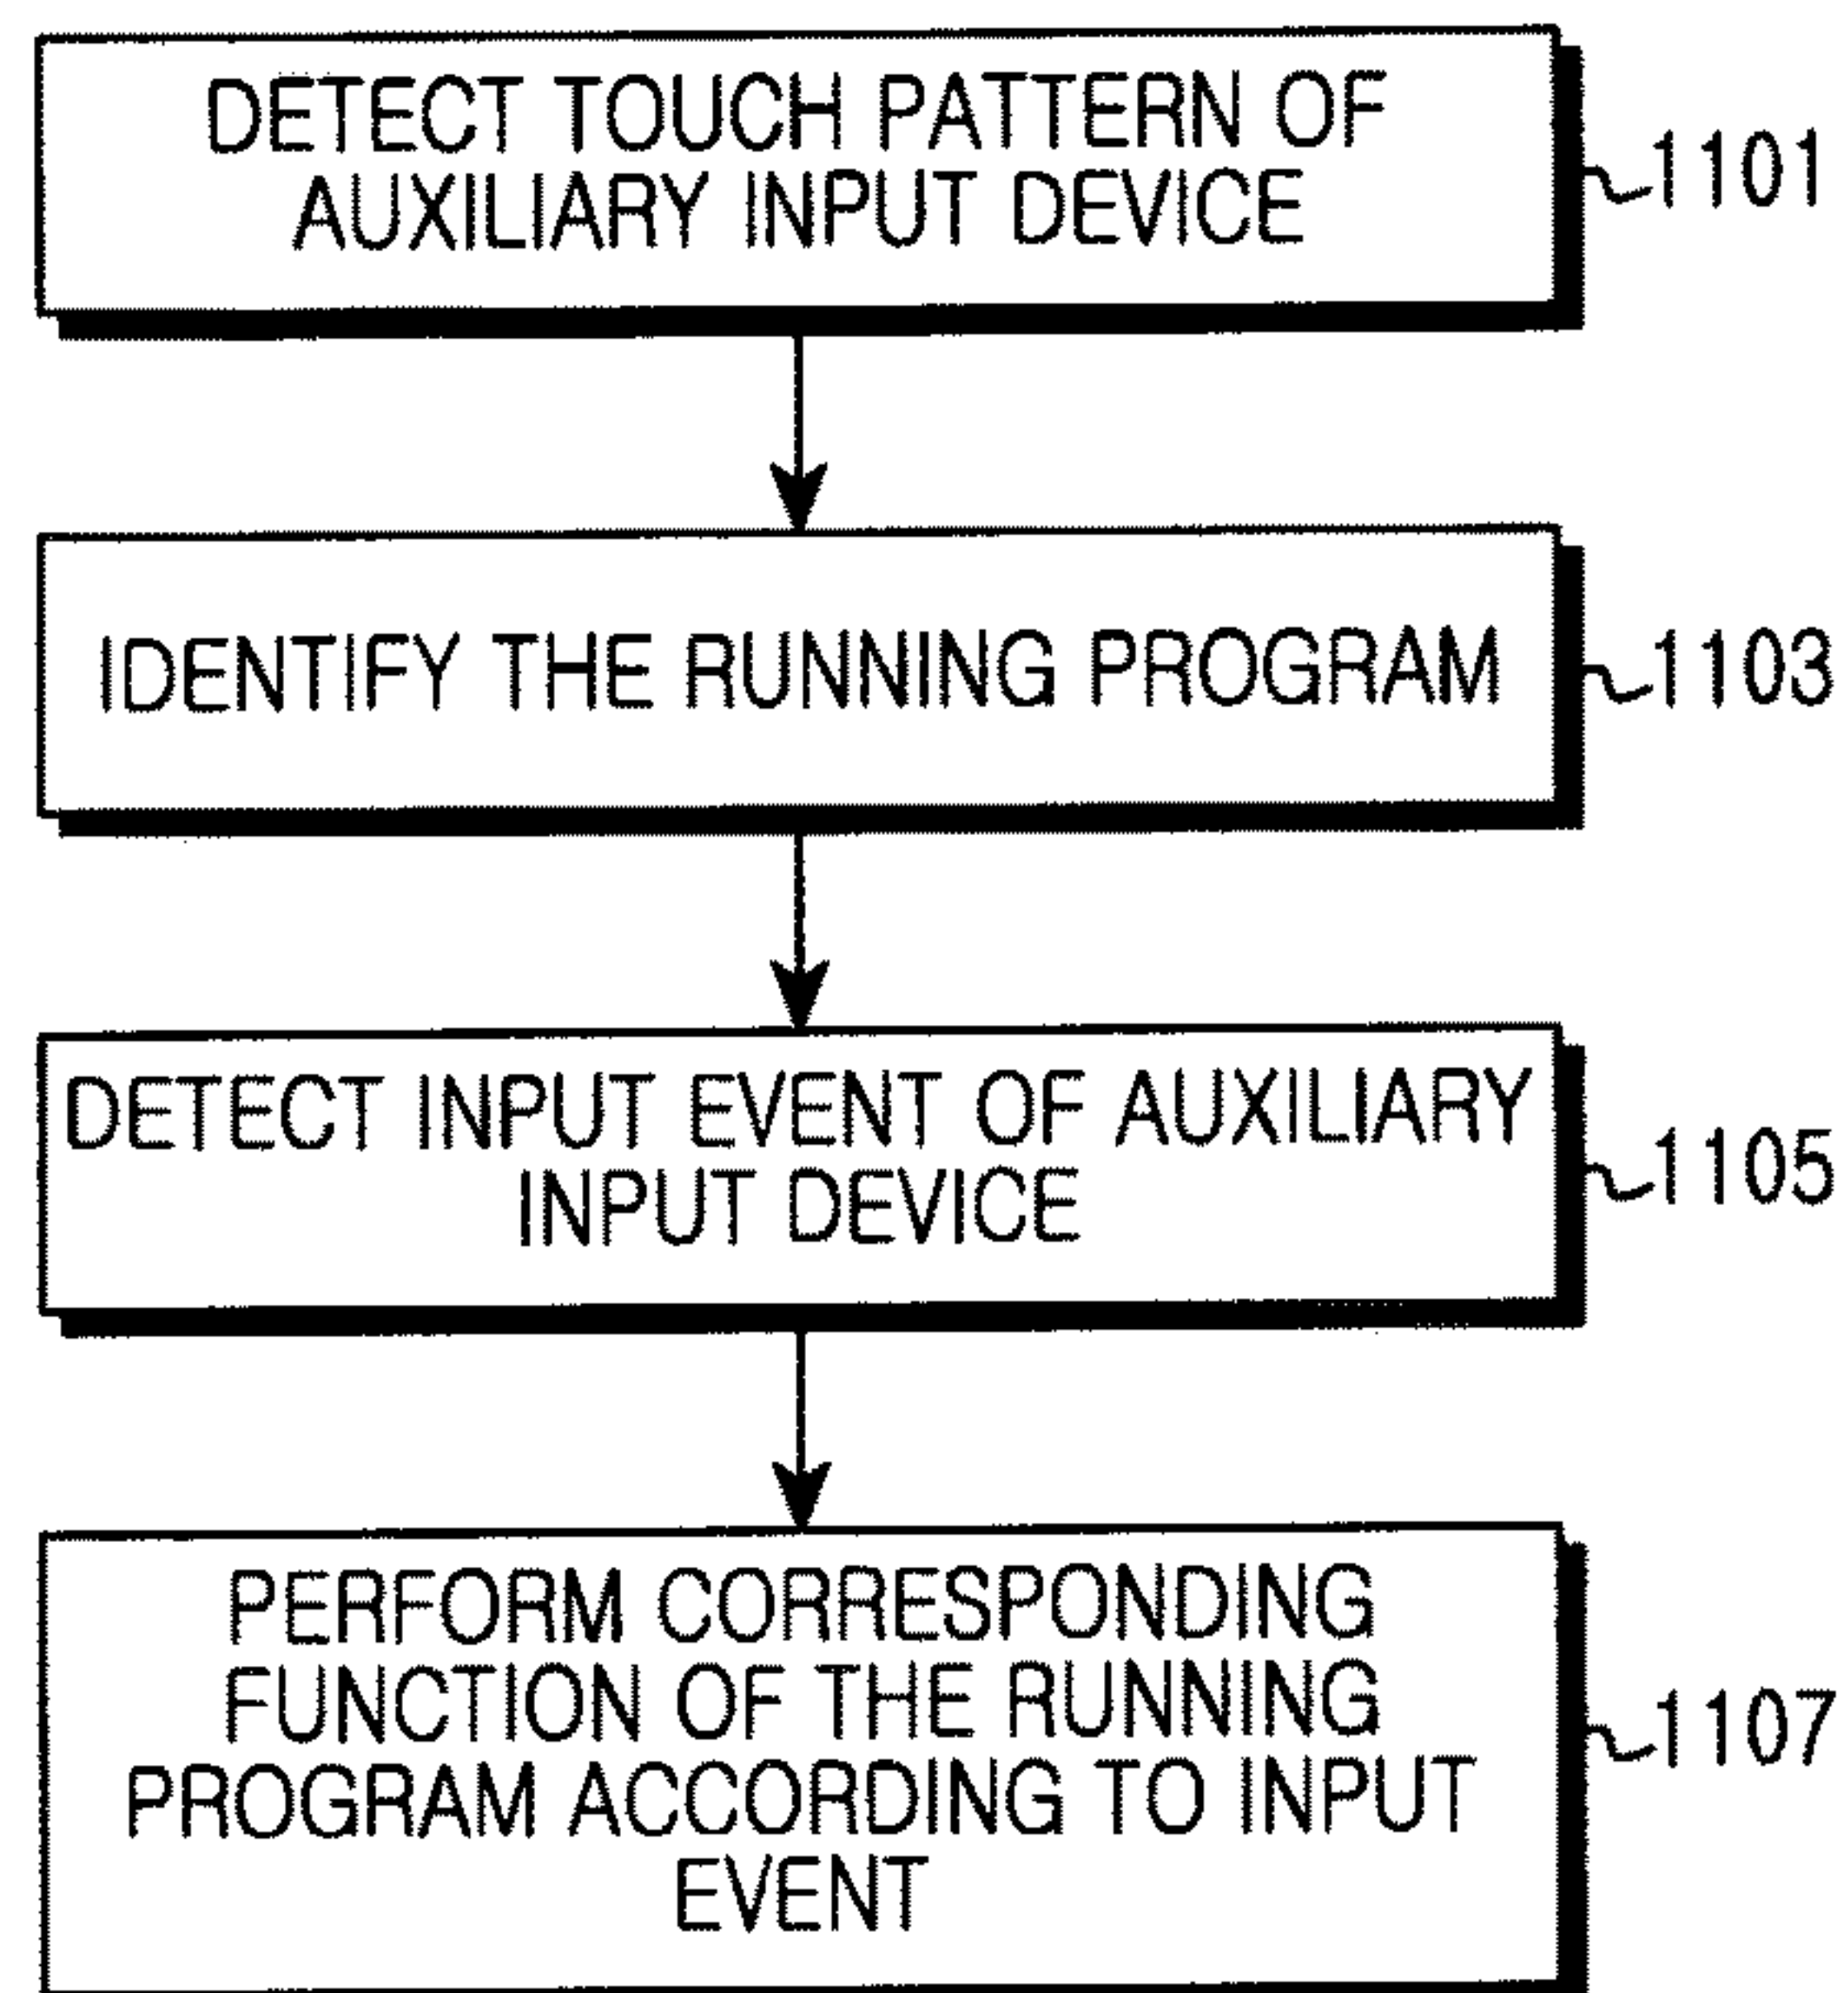 DETECT TOUCH PATTERN OF
AUXILIARY INPUT DEVICE
1101
IDENTIFY THE RUNNING PROGRAM
1103
DETECT INPUT EVENT OF AUXILIARY
INPUT DEVICE
1105
PERFORM CORRESPONDING
FUNCTION OF THE RUNNING
PROGRAM ACCORDING TO INPUT
EVENT
1107